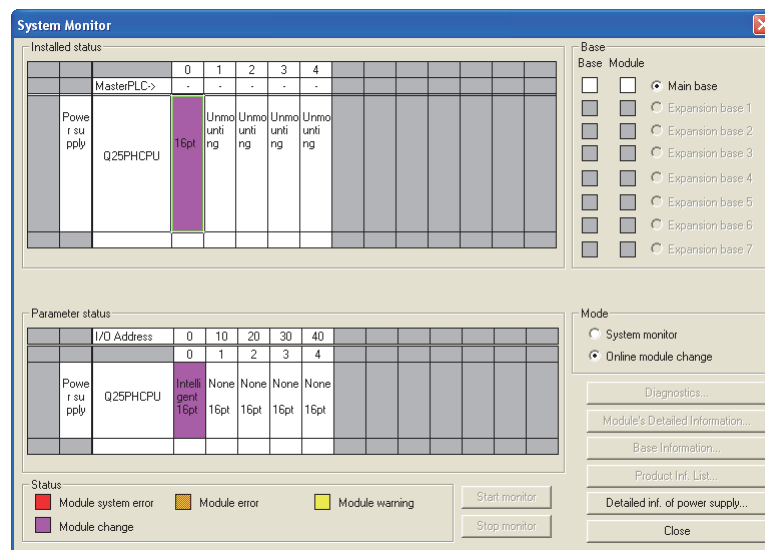 System Monitor
Installed status
0 1 2 3 4
MasterPLC-> - - - - -
Powe
r su
pply
Q25PHCPU
16pt
Unmo
unti
ng
Unmo
unti
ng
Unmo
unti
ng
Unmo
unti
ng
Base
Base Module
Main base
Expansion base 1
Expansion base 2
Expansion base 3
Expansion base 4
Expansion base 5
Expansion base 6
Expansion base 7
Parameter status
I/O Address 0 10 20 30 40
0 1 2 3 4
Powe
r su
pply
Q25PHCPU
Intelli
gent
16pt
None
16pt
None
16pt
None
16pt
None
16pt
Mode
System monitor
Online module change
Diagnostics...
Module's Detailed Information...
Base Information...
Product Inf. List...
Detailed inf. of power supply...
Close
Status
Module system error
Module error
Module warning
Module change
Start monitor
Stop monitor